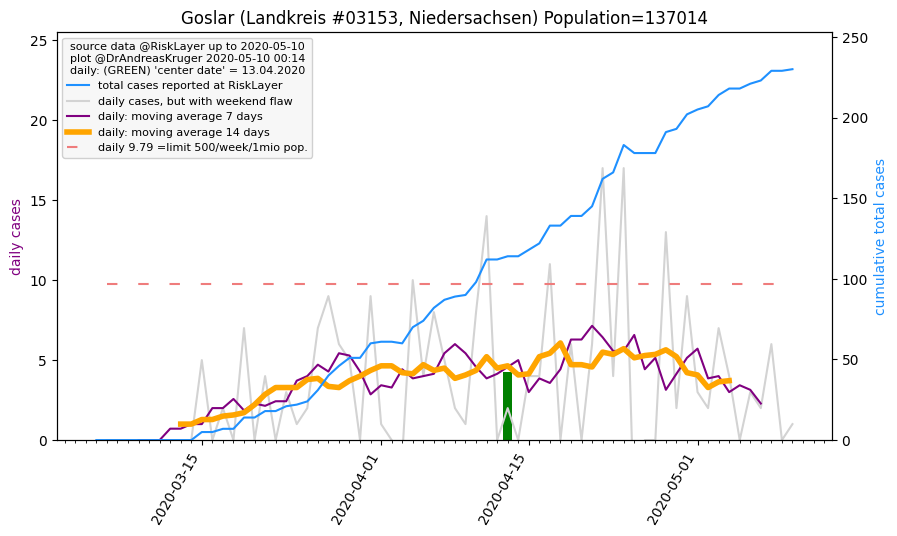 Goslar (Landkreis #03153, Niedersachsen) Population=137014
source data @RiskLayer up to 2020-05-10
plot @DrAndreasKruger 2020-05-10 00:14
daily: (GREEN) 'center date' = 13.04.2020
total cases reported at RiskLayer
daily cases, but with weekend flaw
daily: moving average 7 days
daily: moving average 14 days
daily 9.79 =limit 500/week/1mio pop.
daily cases
25
20
15
10
5
0
cumulative total cases
250
200
150
100
50
0
2020-03-15
2020-04-01
2020-04-15
2020-05-01